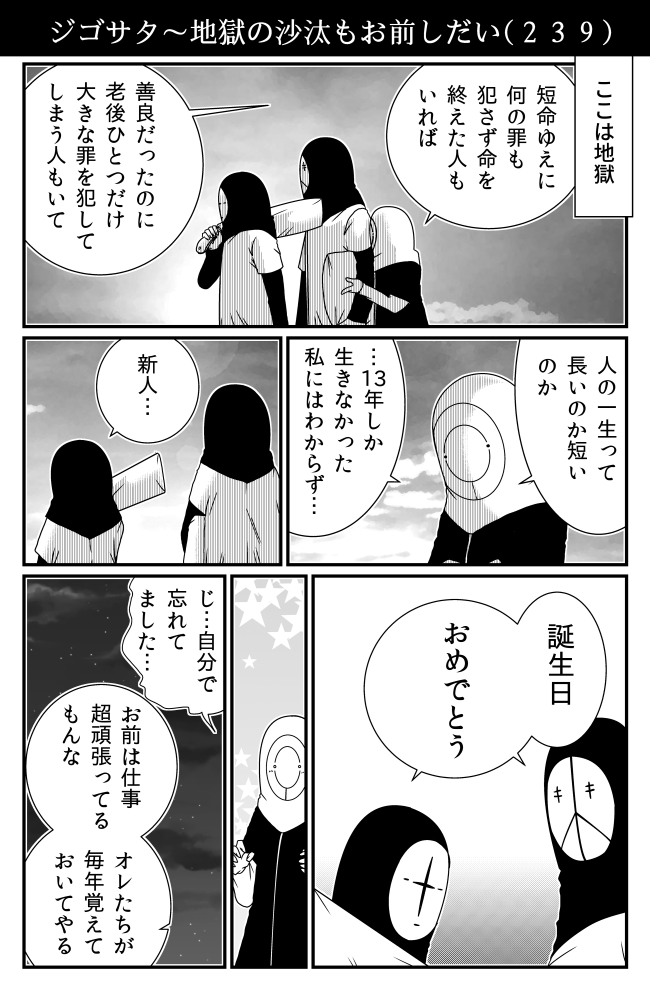 ジゴサタ～地獄の沙汰もお前しだい(２３９)
ここは地獄
短命ゆえに
何の罪も
犯さず命を
終えた人も
いれば
善良だったのに
老後ひとつだけ
大きな罪を犯して
しまう人もいて
人の一生って
長いのか短い
のか
…13年しか
生きなかった
私にはわからず…
新人…
誕生日
おめでとう
じ…自分で
忘れて
ました…
お前は仕事
超頑張ってる
もんな
オレたちが
毎年覚えて
おいてやる